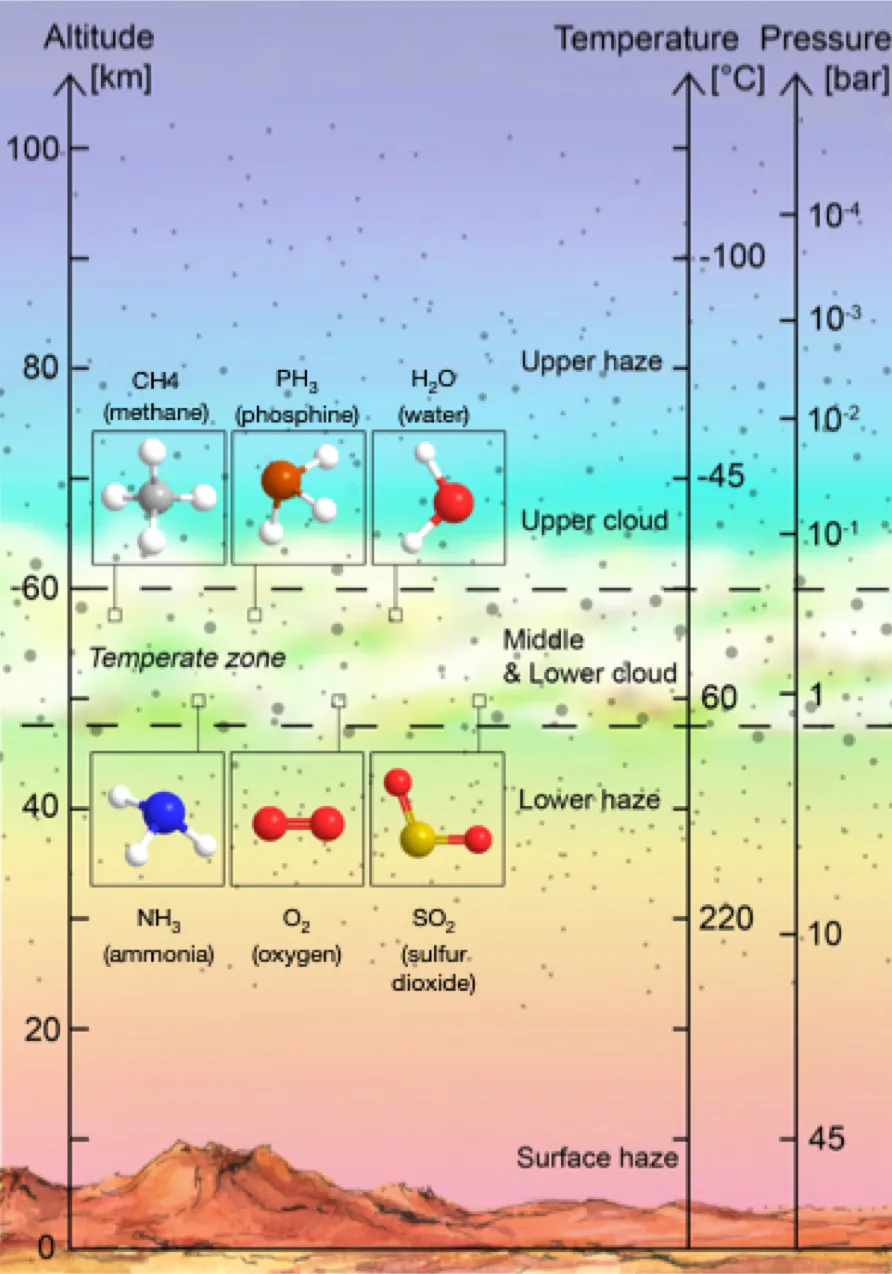 Altitude
[km]
Temperature
[°C]
Pressure
[bar]
100
10⁻⁴
-100
10⁻³
80
Upper haze
CH4
(methane)
PH₃
(phosphine)
H₂O
(water)
10⁻²
-45
Upper cloud
10⁻¹
-60
Temperate zone
Middle
& Lower cloud
60
1
40
Lower haze
NH₃
(ammonia)
O₂
(oxygen)
SO₂
(sulfur
dioxide)
220
10
20
45
Surface haze
0